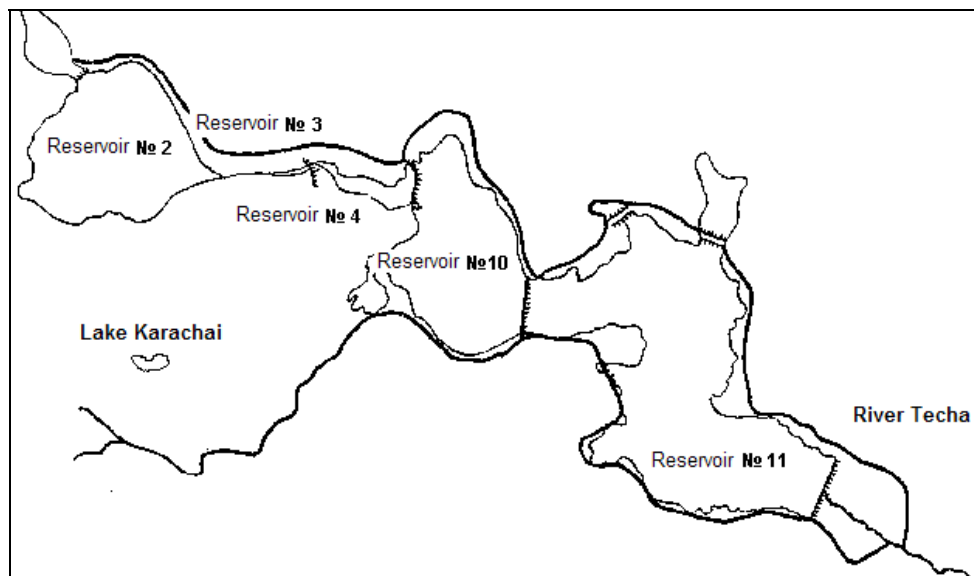 Reservoir № 3
Reservoir № 2
Reservoir № 4
Reservoir №10
Lake Karachai
River Techa
Reservoir № 11